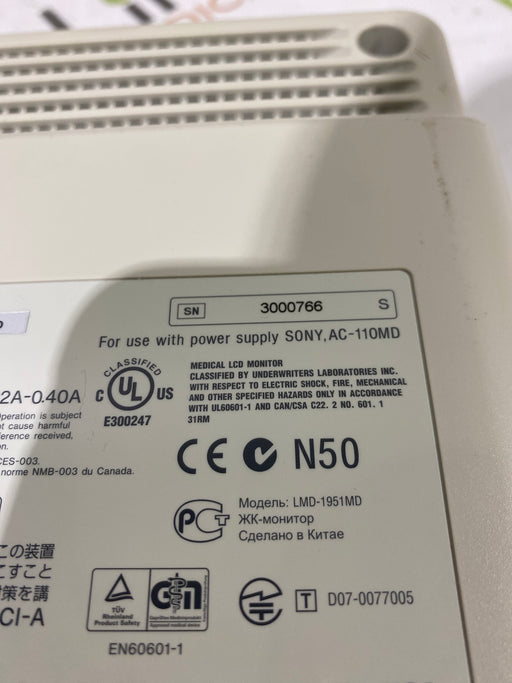 SN 3000766 S
For use with power supply SONY, AC-110MD
2A-0.40A
CLASSIFIED
C UL US
E300247
MEDICAL LCD MONITOR
CLASSIFIED BY UNDERWRITERS LABORATORIES INC.
WITH RESPECT TO ELECTRIC SHOCK, FIRE, MECHANICAL
AND OTHER SPECIFIED HAZARDS ONLY IN ACCORDANCE
WITH UL60601-1 AND CAN/CSA C22. 2 NO. 601. 1
31RM
Operation is subject
cause harmful
received,
CES-003.
norme NMB-003 du Canada.
CE N50
PCT
Модель: LMD-1951MD
ЖК-монитор
Сделано в Китае
この装置
こすこと
策を講
CI-A
TÜV
Rheinland
Product Safety
EN60601-1
T D07-0077005